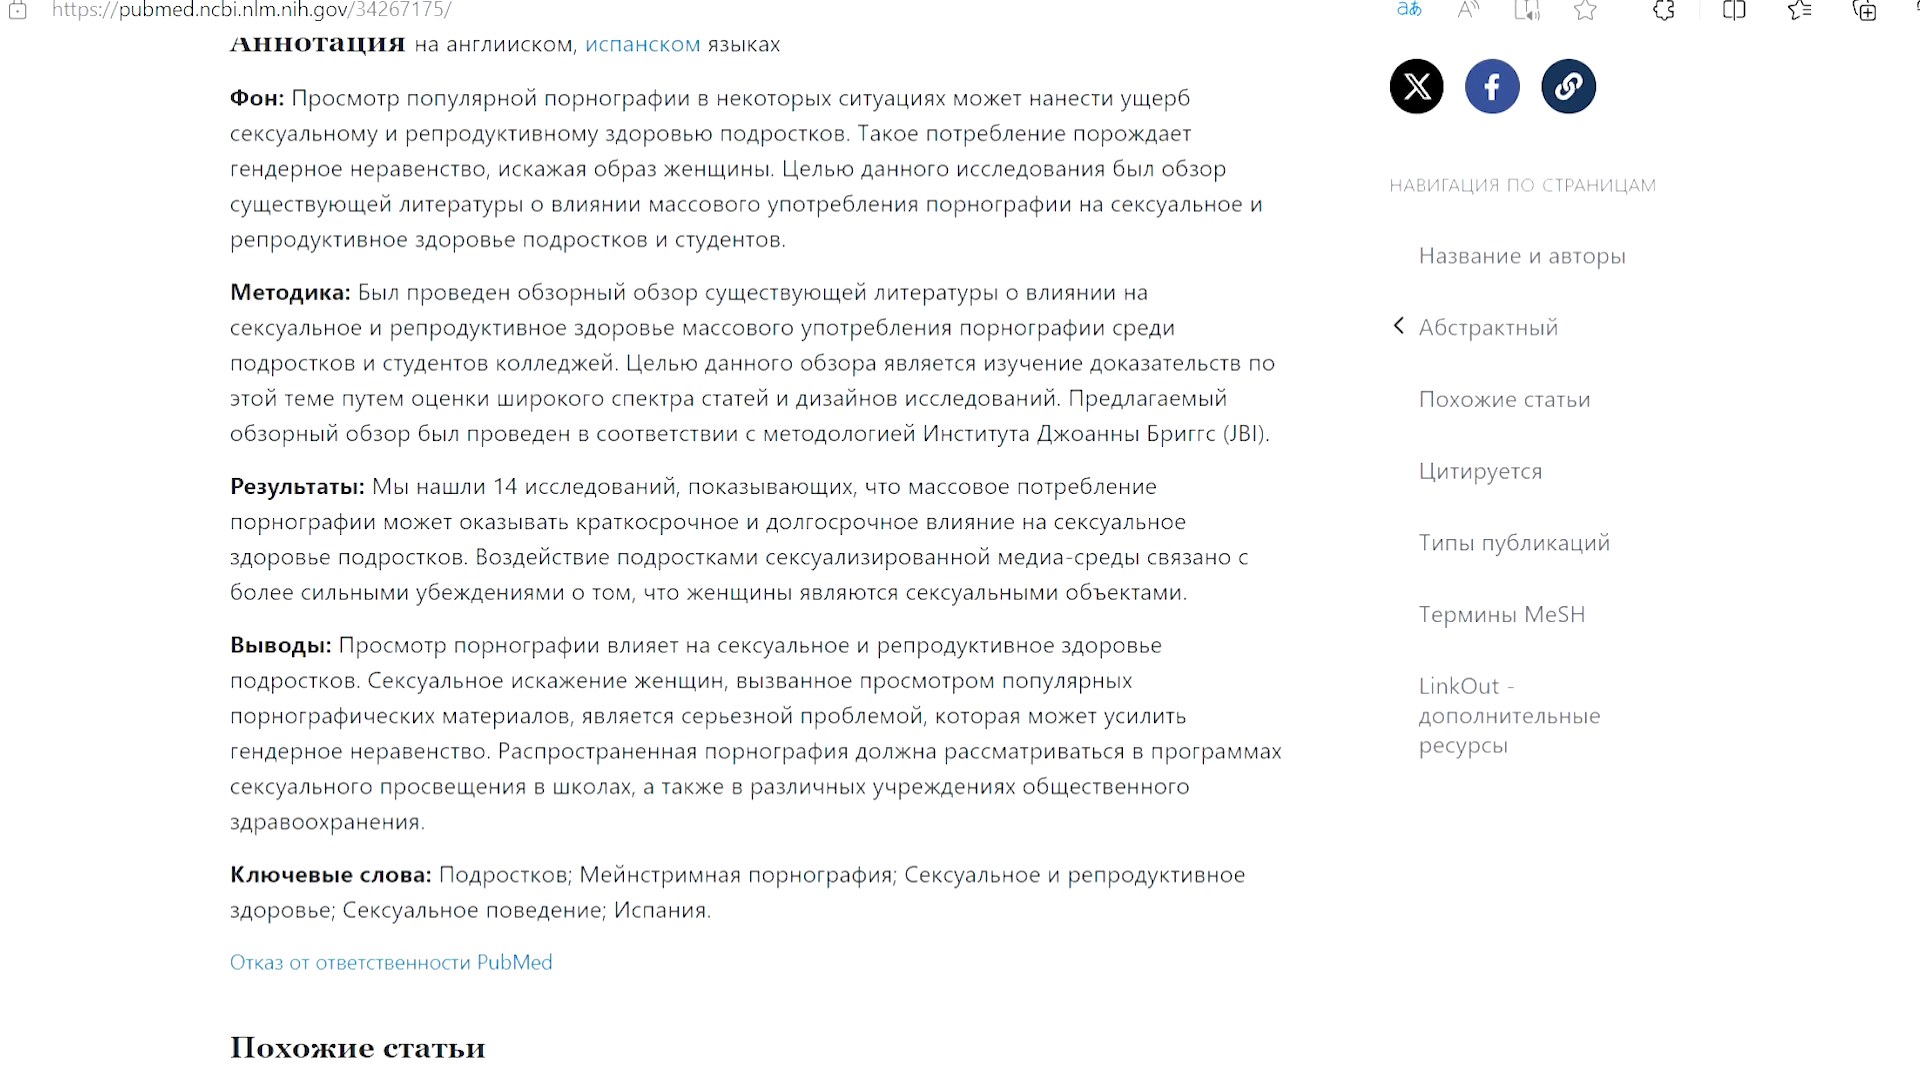 https://pubmed.ncbi.nlm.nih.gov/34267175/
Аннотация на английском, испанском языках
Фон: Просмотр популярной порнографии в некоторых ситуациях может нанести ущерб
сексуальному и репродуктивному здоровью подростков. Такое потребление порождает
гендерное неравенство, искажая образ женщины. Целью данного исследования был обзор
существующей литературы о влиянии массового употребления порнографии на сексуальное и
репродуктивное здоровье подростков и студентов.
Методика: Был проведен обзорный обзор существующей литературы о влиянии на
сексуальное и репродуктивное здоровье массового употребления порнографии среди
подростков и студентов колледжей. Целью данного обзора является изучение доказательств по
этой теме путем оценки широкого спектра статей и дизайнов исследований. Предлагаемый
обзорный обзор был проведен в соответствии с методологией Института Джоанны Бриггс (JBI).
Результаты: Мы нашли 14 исследований, показывающих, что массовое потребление
порнографии может оказывать краткосрочное и долгосрочное влияние на сексуальное
здоровье подростков. Воздействие подростками сексуализированной медиа-среды связано с
более сильными убеждениями о том, что женщины являются сексуальными объектами.
Выводы: Просмотр порнографии влияет на сексуальное и репродуктивное здоровье
подростков. Сексуальное искажение женщин, вызванное просмотром популярных
порнографических материалов, является серьезной проблемой, которая может усилить
гендерное неравенство. Распространенная порнография должна рассматриваться в программах
сексуального просвещения в школах, а также в различных учреждениях общественного
здравоохранения.
Ключевые слова: Подростков; Мейнстримная порнография; Сексуальное и репродуктивное
здоровье; Сексуальное поведение; Испания.
Отказ от ответственности PubMed
Похожие статьи
НАВИГАЦИЯ ПО СТРАНИЦАМ
Название и авторы
Абстрактный
Похожие статьи
Цитируется
Типы публикаций
Термины MeSH
LinkOut -
дополнительные
ресурсы